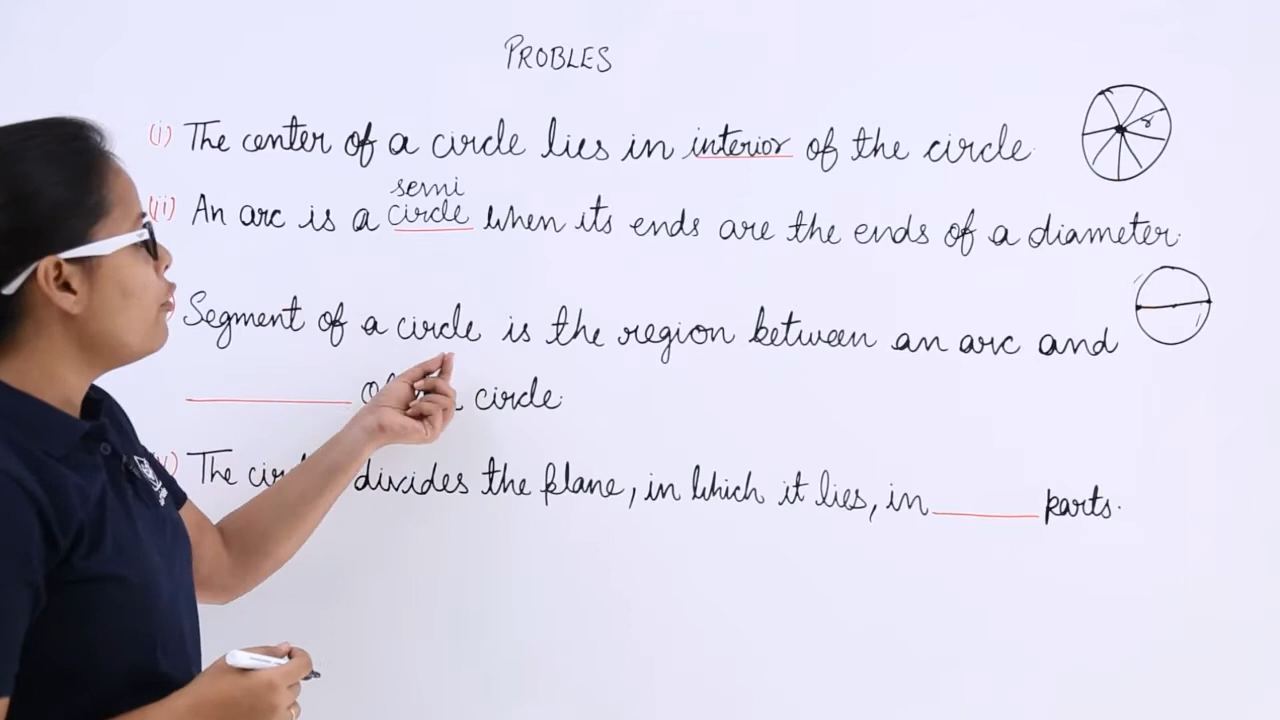 PROBLES
(i) The center of a circle lies in interior of the circle
r
semi
(ii) An arc is a circle when its ends are the ends of a diameter.
Segment of a circle is the region between an arc and
circle.
The divides the plane, in which it lies, in ______ parts.